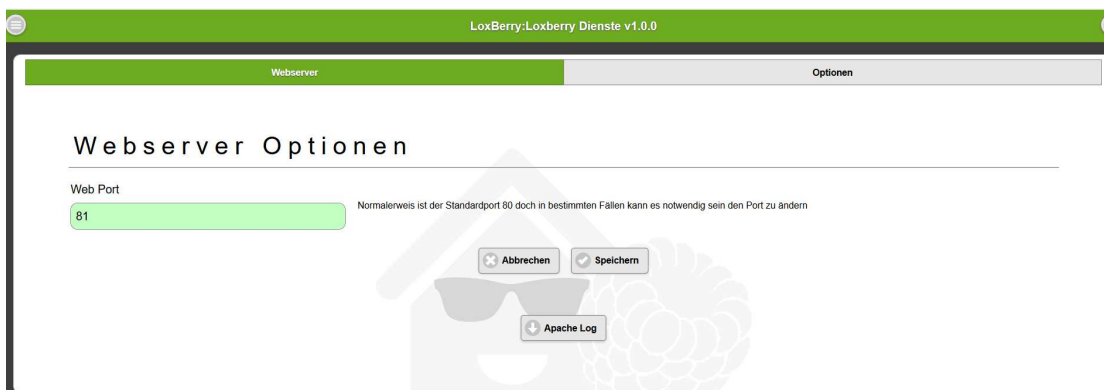 LoxBerry:Loxberry Dienste v1.0.0
Webserver
Optionen
Webserver Optionen
Web Port
81
Normalerweis ist der Standardport 80 doch in bestimmten Fällen kann es notwendig sein den Port zu ändern
Abbrechen
Speichern
Apache Log